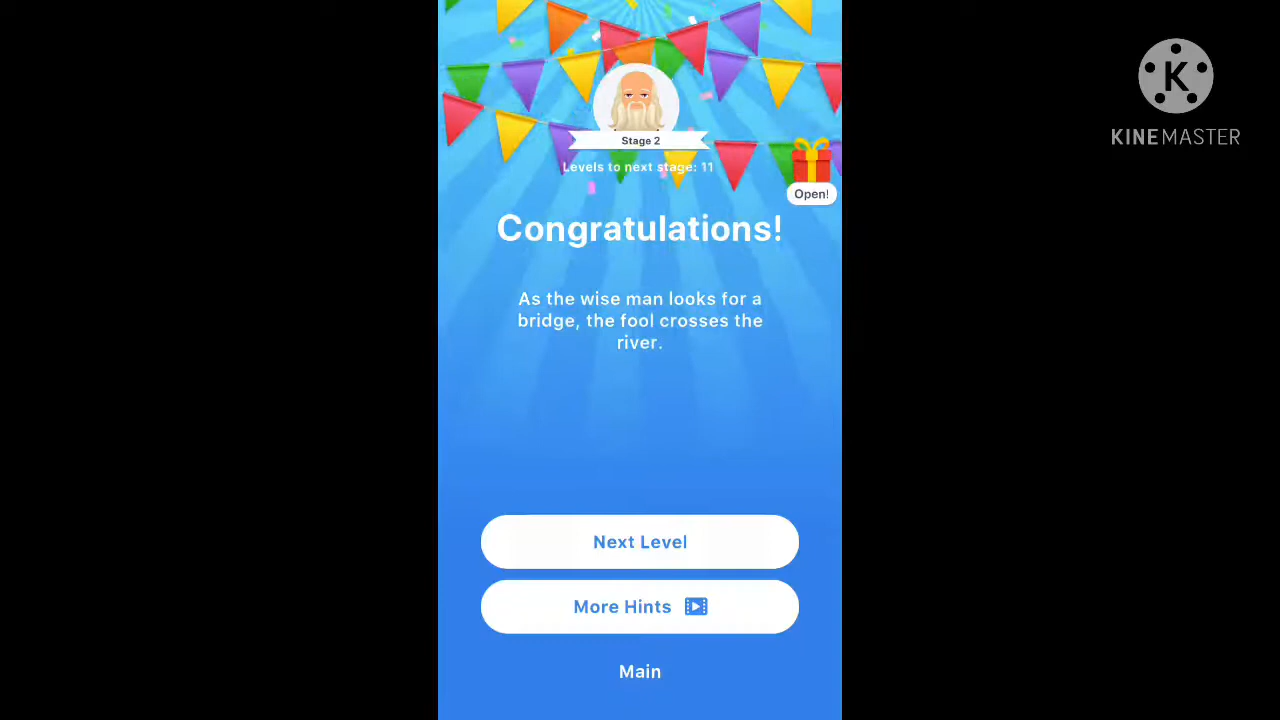 K
KINEMASTER
Stage 2
Levels to next stage: 11
Open!
Congratulations!
As the wise man looks for a
bridge, the fool crosses the
river.
Next Level
More Hints
Main